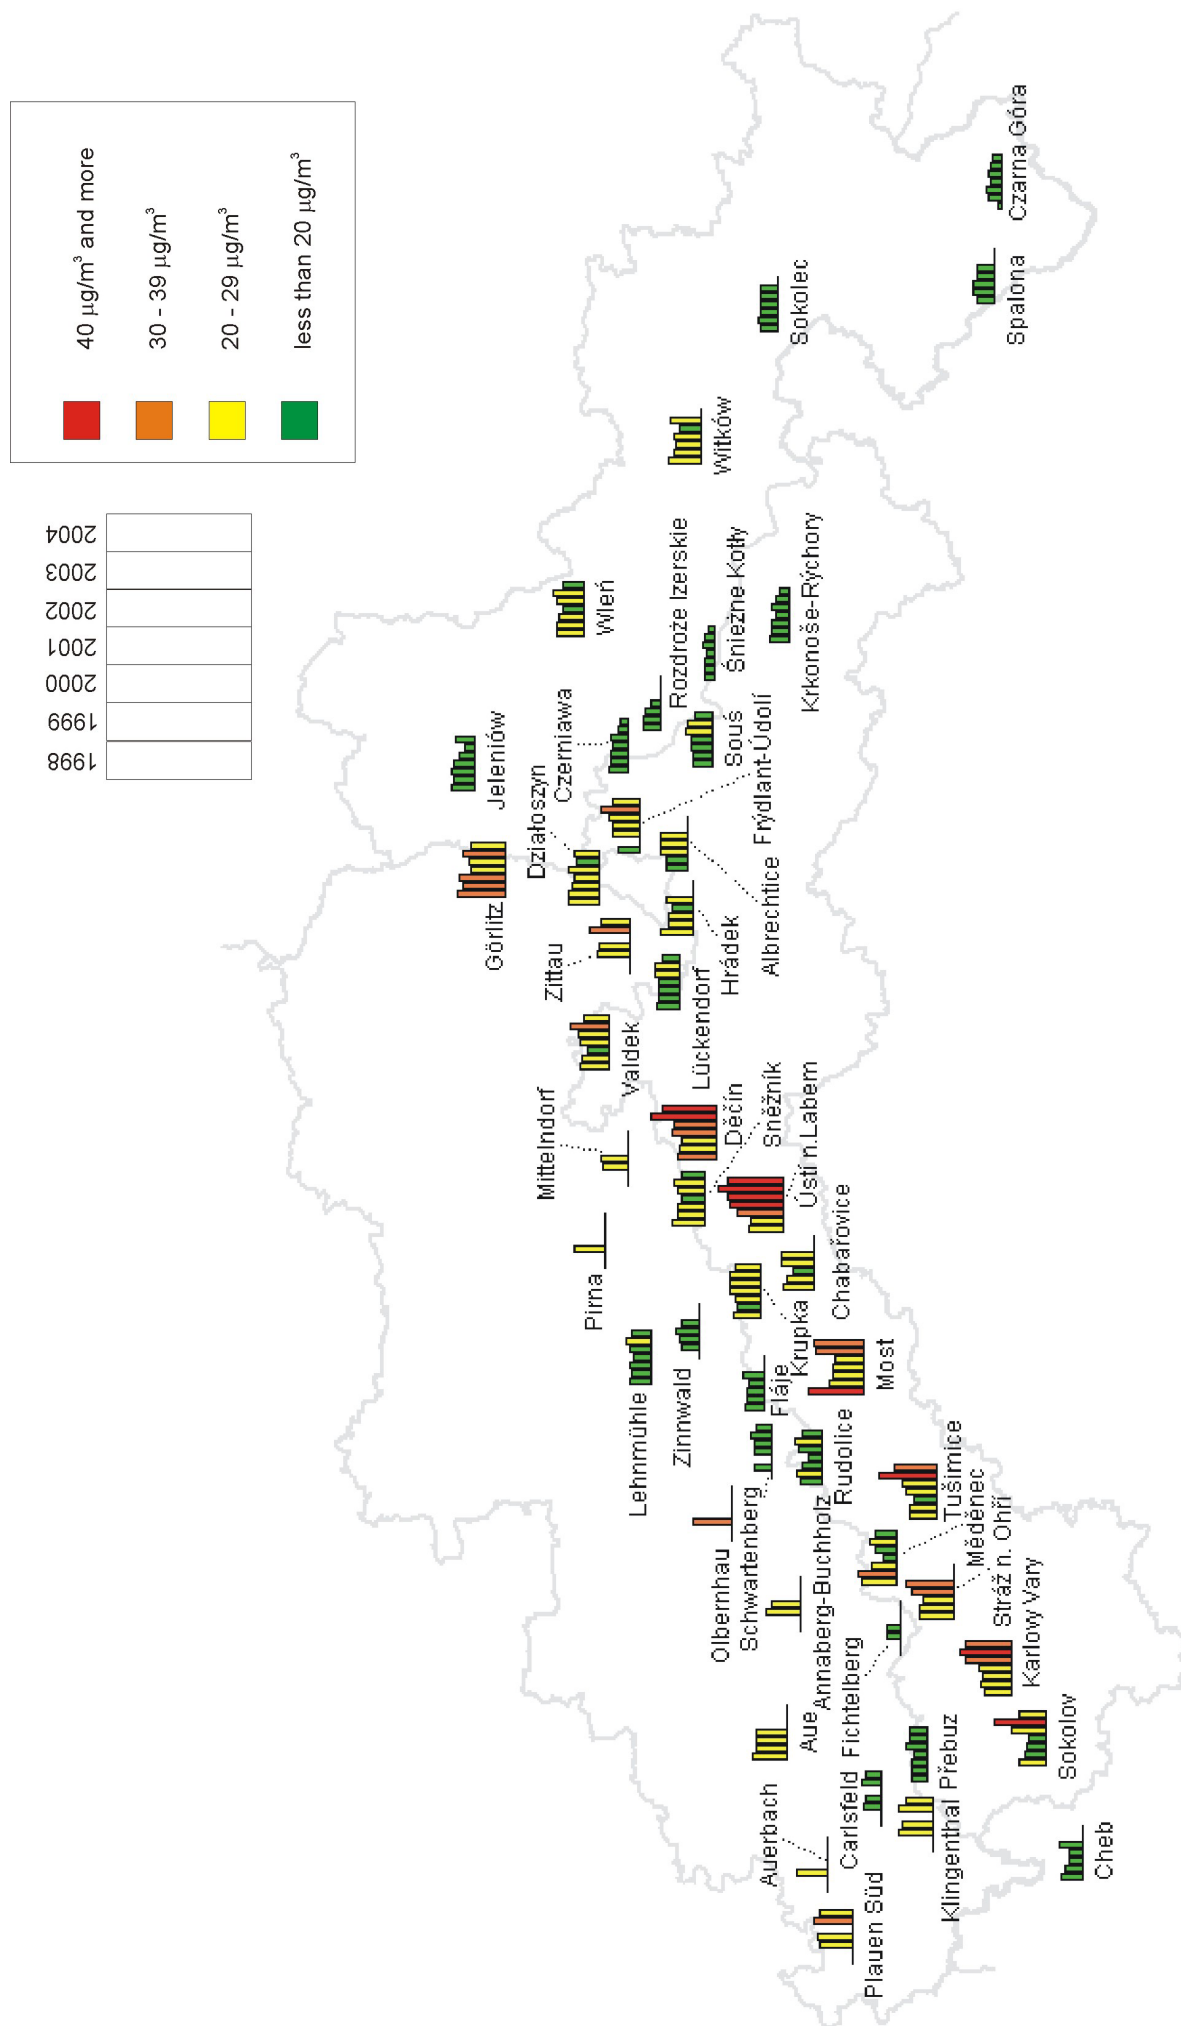 40 µg/m³ and more
30 - 39 µg/m³
20 - 29 µg/m³
less than 20 µg/m³
1998
1999
2000
2001
2002
2003
2004
Görlitz
Jeleniów
Działoszyn
Czerniawa
Wleń
Zittau
Valdek
Mittelndorf
Pirna
Lehnmühle
Zinnwald
Lückendorf
Hrádek
Albrechtice
Frýdlant-Údolí
Souš
Rozdroże Izerskie
Śnieżne Kotły
Krkonoše-Rýchory
Witków
Sokolec
Spalona
Czarna Góra
Děčín
Sněžník
Ústí n.Labem
Chabařovice
Krupka
Fláje
Most
Rudolice
Olbernhau
Schwartenberg
Annaberg-Buchholz
Fichtelberg
Tušimice
Měděnec
Stráž n. Ohří
Karlovy Vary
Sokolov
Aue
Auerbach
Carlsfeld
Přebuz
Klingenthal
Plauen Süd
Cheb